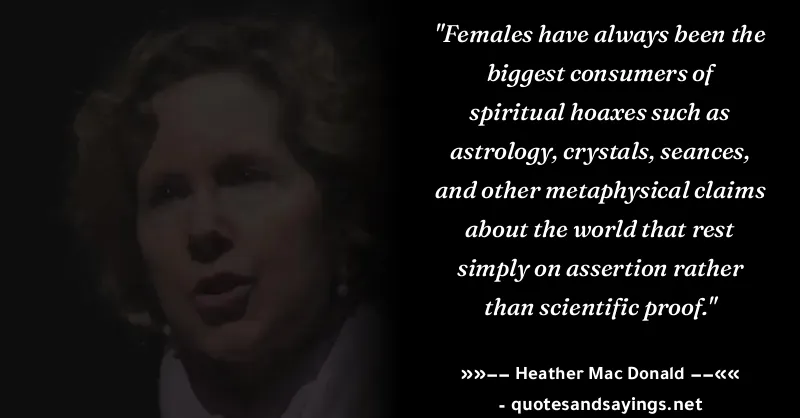 "Females have always been the
biggest consumers of
spiritual hoaxes such as
astrology, crystals, seances,
and other metaphysical claims
about the world that rest
simply on assertion rather
than scientific proof."
»»−− Heather Mac Donald −−««
- quotesandsayings.net